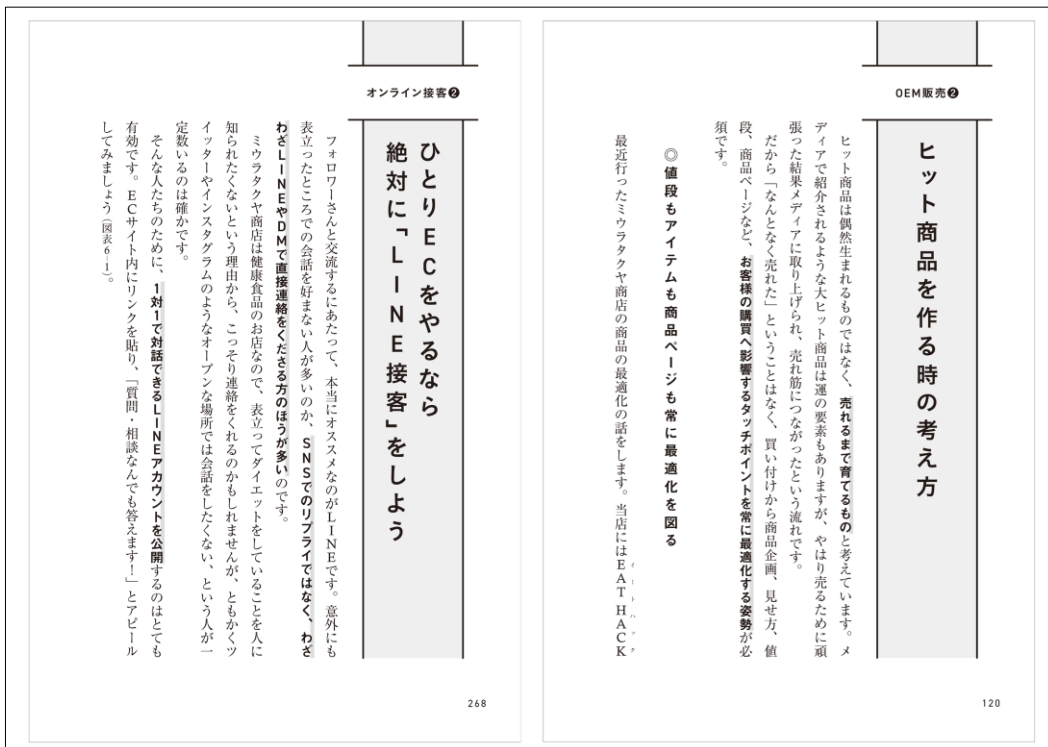 OEM販売❷
ヒット商品を作る時の考え方
ヒット商品は偶然生まれるものではなく、売れるまで育てるものと考えています。メ
ディアで紹介されるような大ヒット商品は運の要素もありますが、やはり売るために頑
張った結果メディアに取り上げられ、売れ筋につながったという流れです。
だから「なんとなく売れた」ということはなく、買い付けから商品企画、見せ方、値
段、商品ページなど、お客様の購買へ影響するタッチポイントを常に最適化する姿勢が必
須です。
◎値段もアイテムも商品ページも常に最適化を図る
最近行ったミウラタクヤ商店の商品の最適化の話をします。当店にはEAT HACK
イートハック
120
オンライン接客❷
ひとりECをやるなら
絶対に「LINE接客」をしよう
フォロワーさんと交流するにあたって、本当にオススメなのがLINEです。意外にも
表立ったところでの会話を好まない人が多いのか、SNSでのリプライではなく、わざ
わざLINEやDMで直接連絡をくださる方のほうが多いのです。
ミウラタクヤ商店は健康食品のお店なので、表立ってダイエットをしていることを人に
知られたくないという理由から、こっそり連絡をくれるのかもしれませんが、ともかくツ
イッターやインスタグラムのようなオープンな場所では会話をしたくない、という人が一
定数いるのは確かです。
そんな人たちのために、1対1で対話できるLINEアカウントを公開するのはとても
有効です。ECサイト内にリンクを貼り、「質問・相談なんでも答えます！」とアピール
してみましょう（図表6-1）。
268